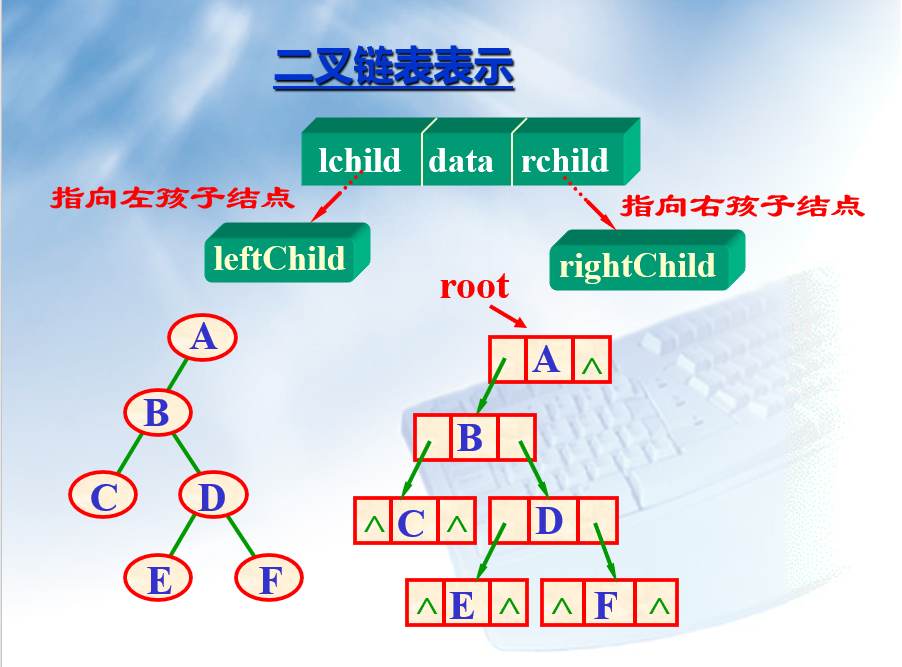 二叉链表表示
lchild data rchild
指向左孩子结点
指向右孩子结点
leftChild
rightChild
root
A
A ^
B
B
C
D
^ C ^
D
E
F
^ E ^
^ F ^